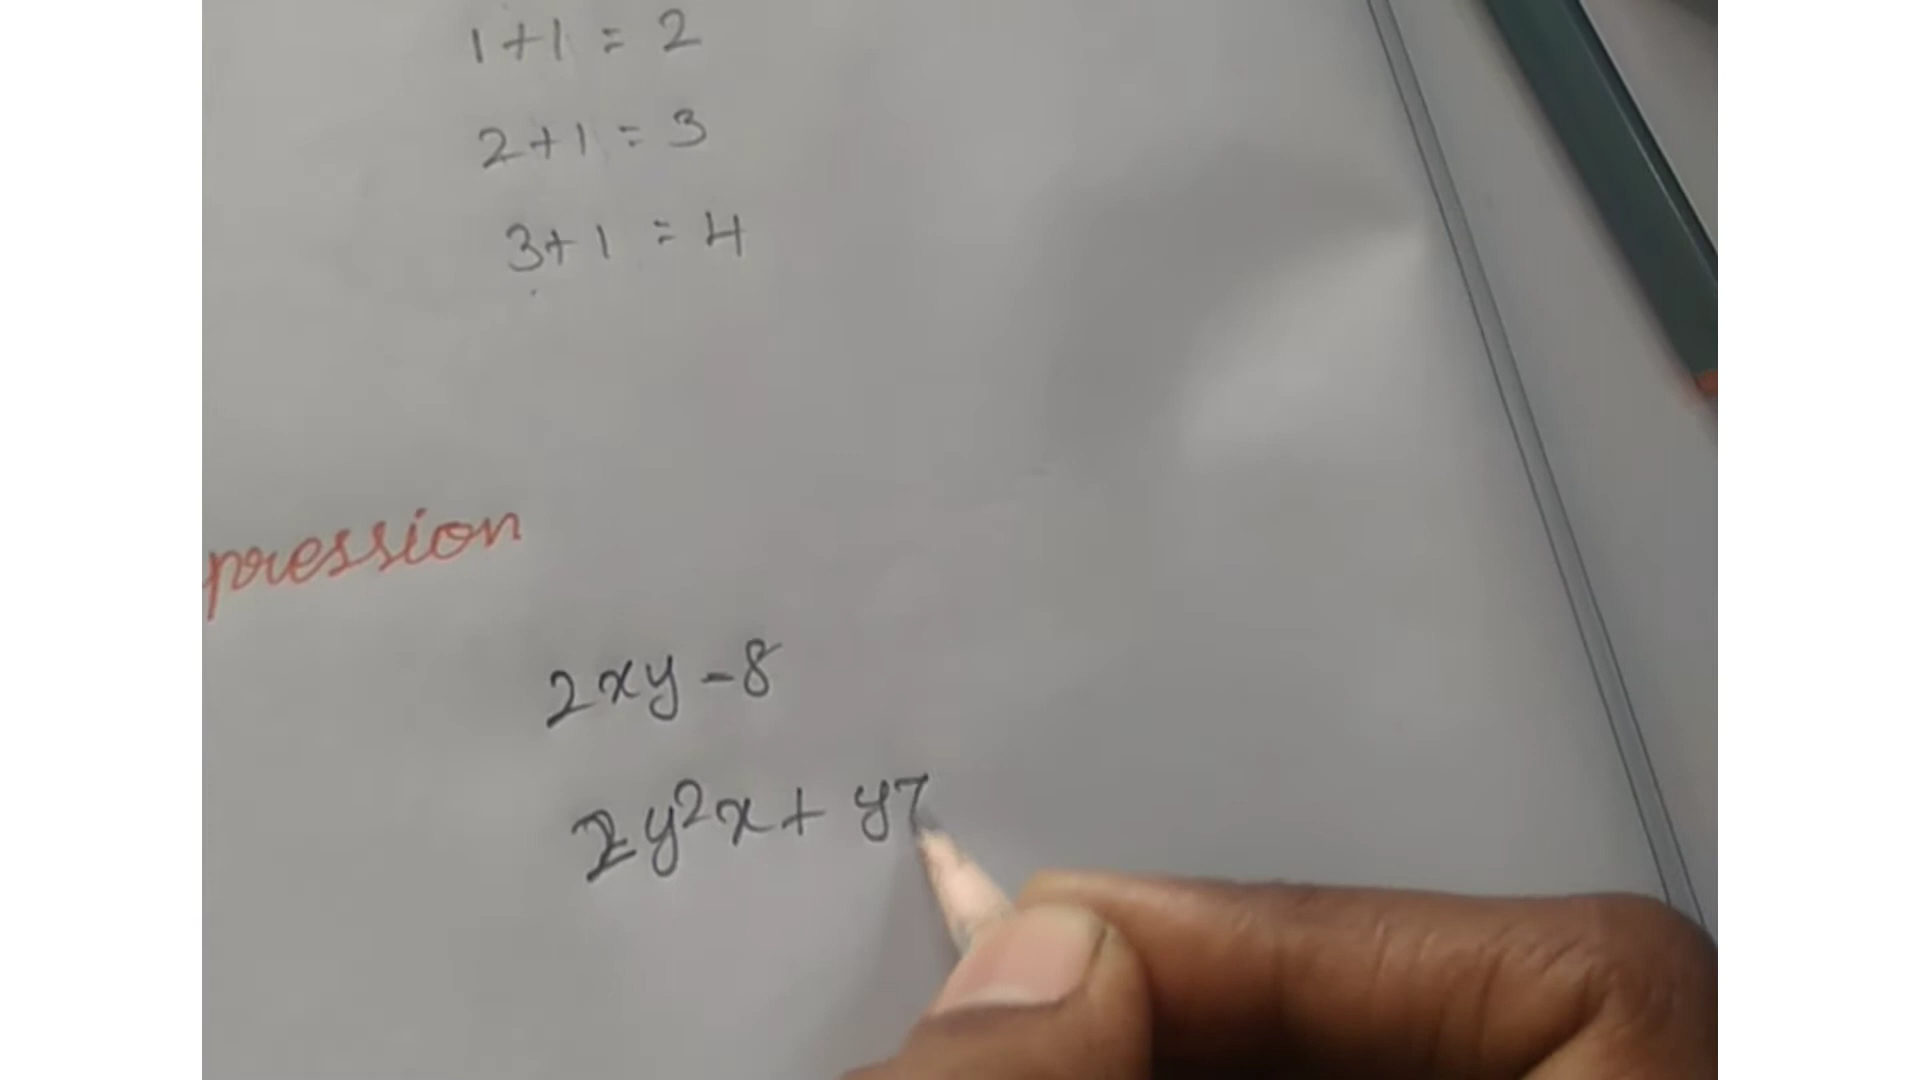 1+1 = 2
2+1 = 3
3+1 = 4
pression
2xy - 8
2y²x + y7